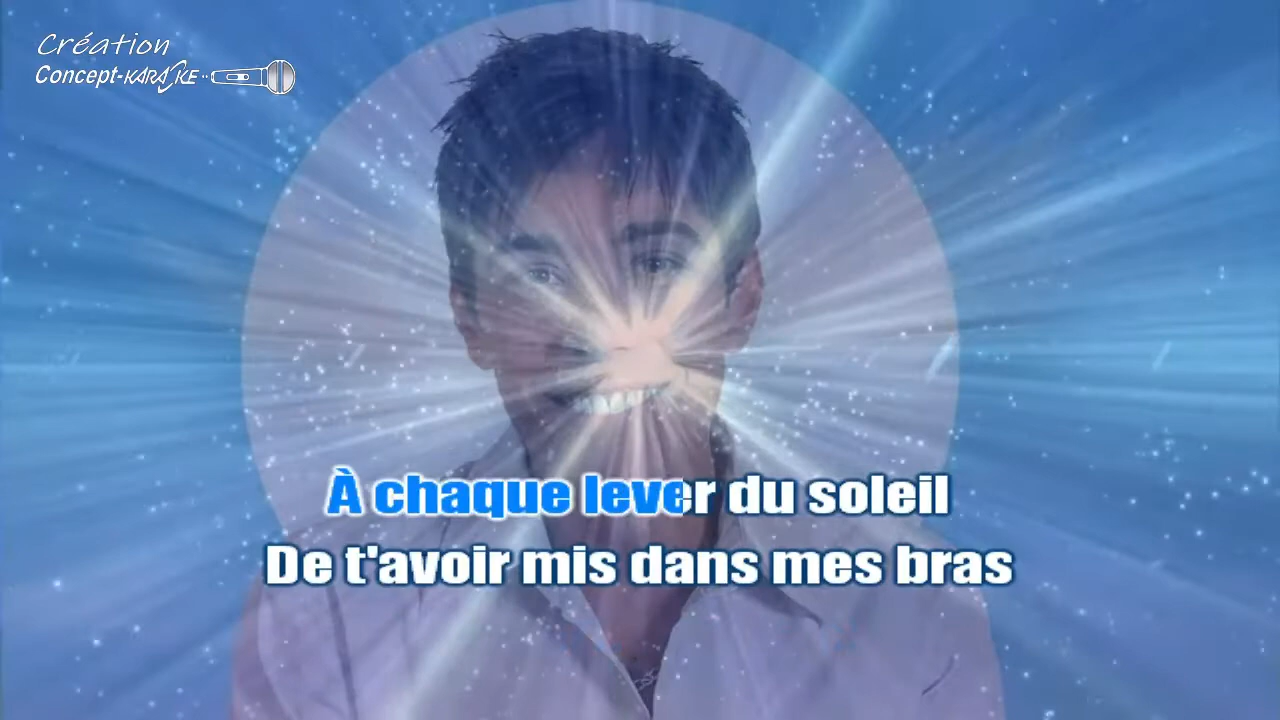 Création
Concept-KARAOKE
À chaque lever du soleil
De t'avoir mis dans mes bras